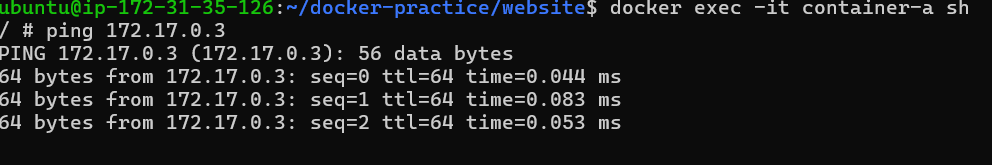 ubuntu@ip-172-31-35-126:~/docker-practice/website$ docker exec -it container-a sh
/ # ping 172.17.0.3
PING 172.17.0.3 (172.17.0.3): 56 data bytes
64 bytes from 172.17.0.3: seq=0 ttl=64 time=0.044 ms
64 bytes from 172.17.0.3: seq=1 ttl=64 time=0.083 ms
64 bytes from 172.17.0.3: seq=2 ttl=64 time=0.053 ms